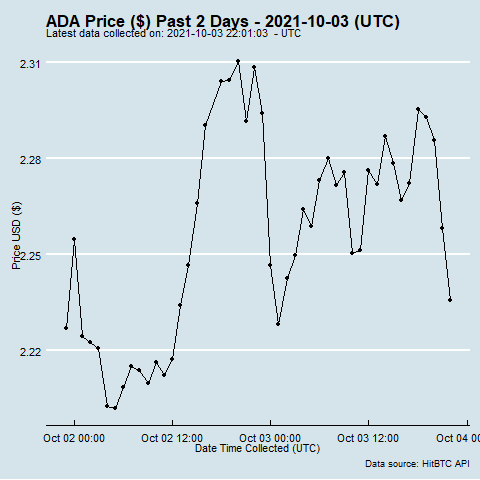 ADA Price ($) Past 2 Days - 2021-10-03 (UTC)
Latest data collected on: 2021-10-03 22:01:03 - UTC
2.31
2.28
2.25
2.22
Price USD ($)
Oct 02 00:00 Oct 02 12:00 Oct 03 00:00 Oct 03 12:00 Oct 04 00
Date Time Collected (UTC)
Data source: HitBTC API